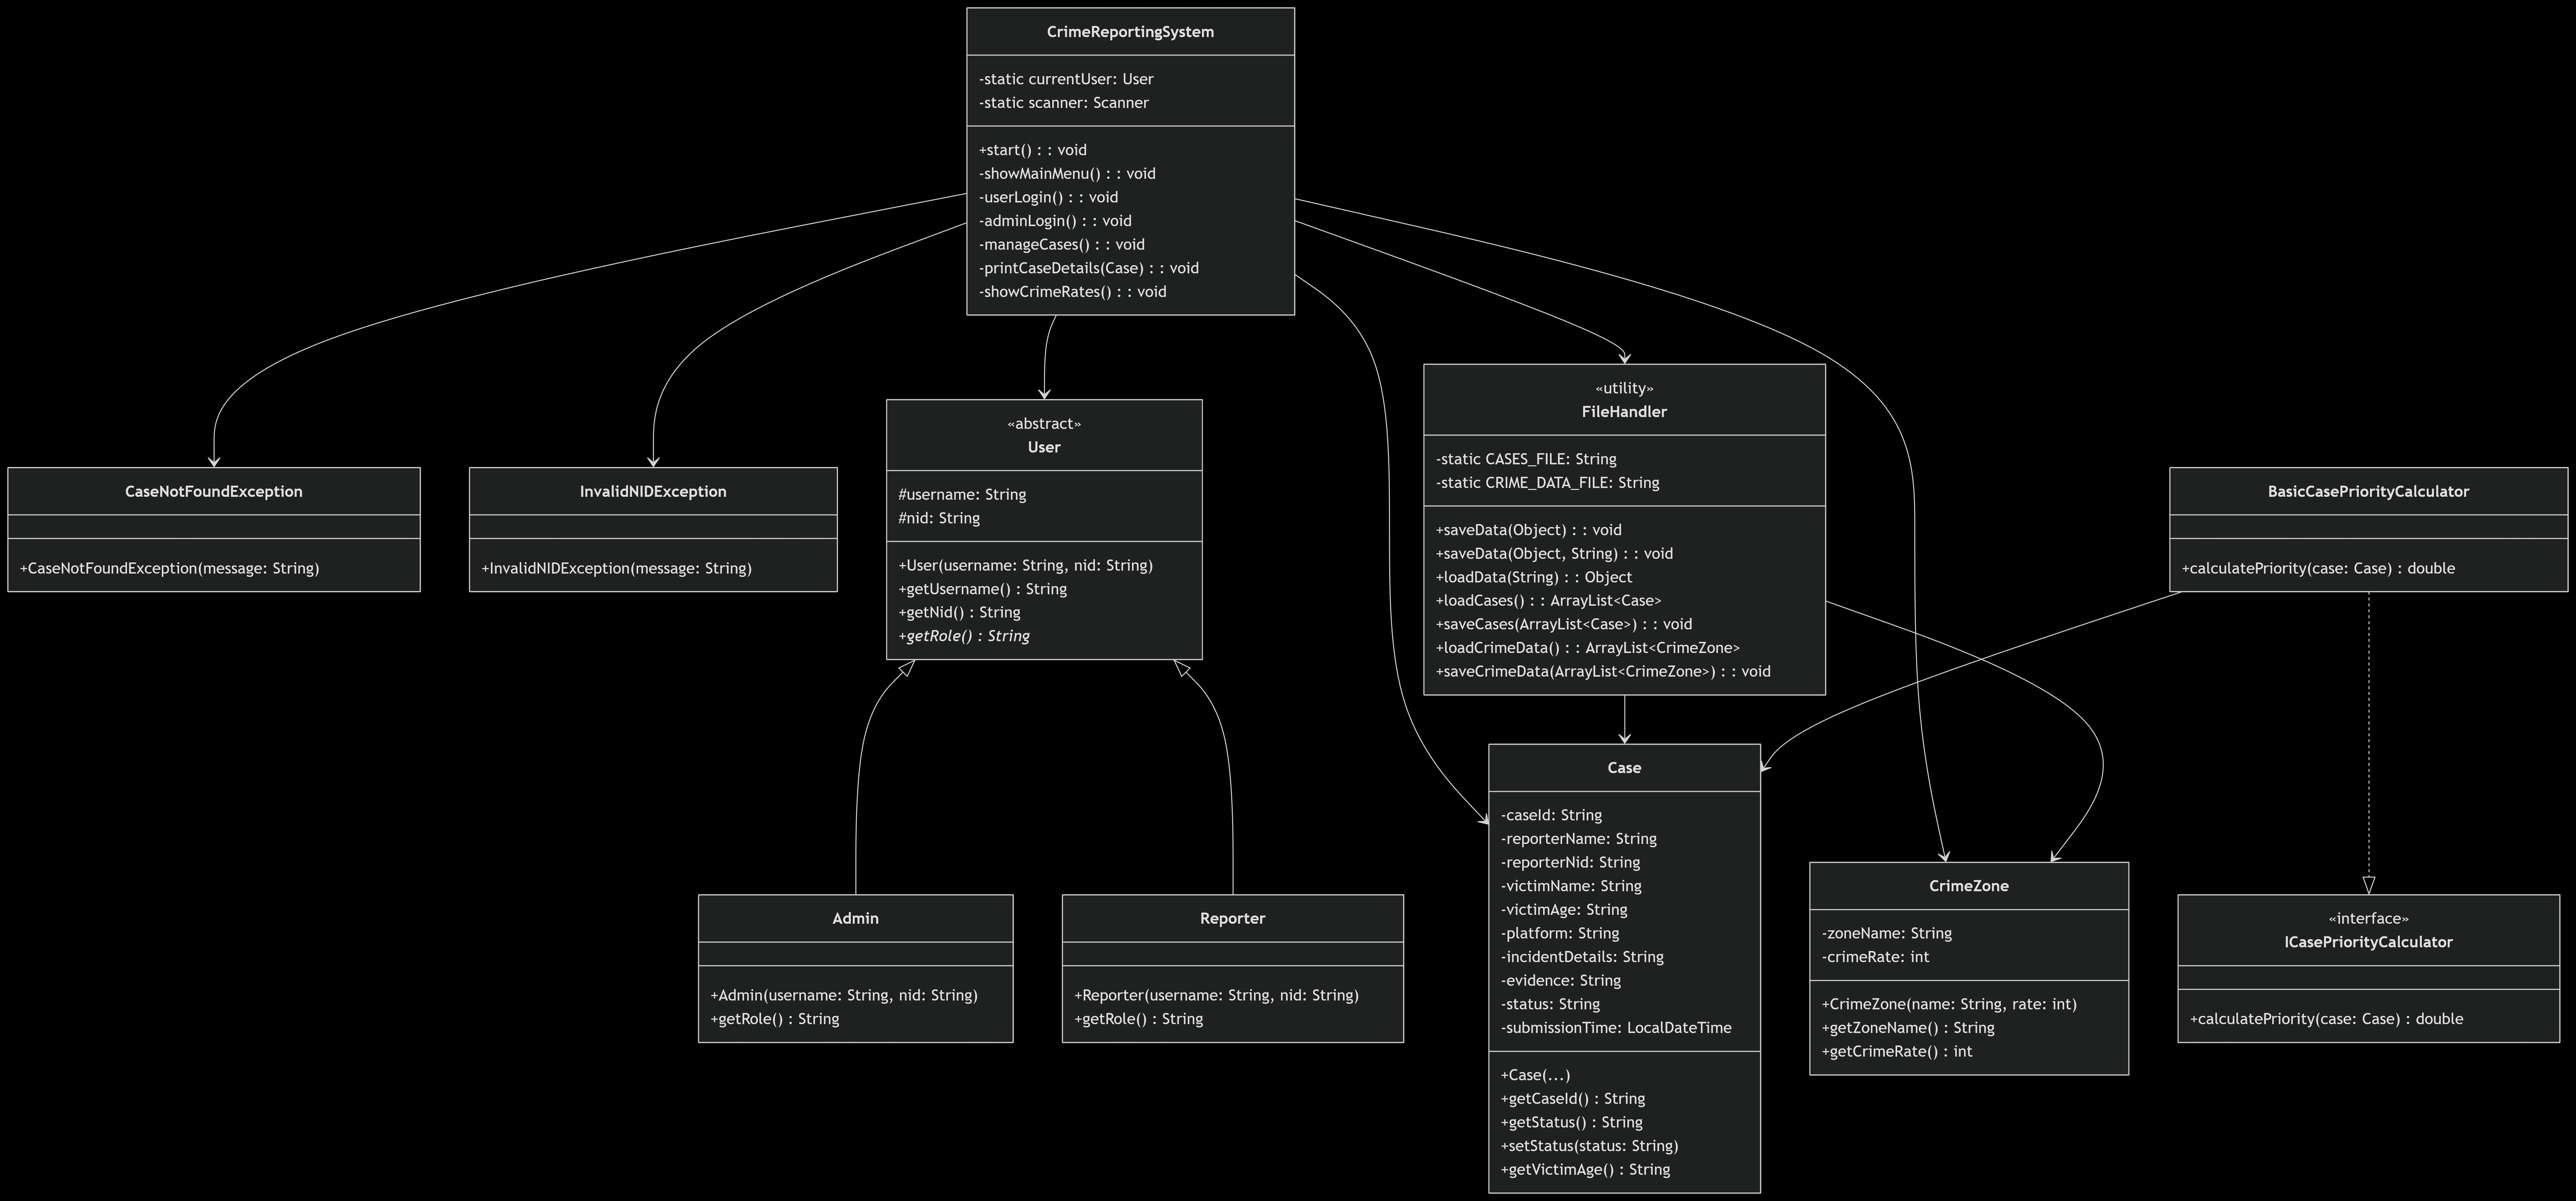 CrimeReportingSystem
-static currentUser: User
-static scanner: Scanner
+start() : : void
-showMainMenu() : : void
-userLogin() : : void
-adminLogin() : : void
-manageCases() : : void
-printCaseDetails(Case) : : void
-showCrimeRates() : : void
«utility»
FileHandler
-static CASES_FILE: String
-static CRIME_DATA_FILE: String
+saveData(Object) : : void
+saveData(Object, String) : : void
+loadData(String) : : Object
+loadCases() : : ArrayList<Case>
+saveCases(ArrayList<Case>) : : void
+loadCrimeData() : : ArrayList<CrimeZone>
+saveCrimeData(ArrayList<CrimeZone>) : : void
«abstract»
User
#username: String
#nid: String
+User(username: String, nid: String)
+getUsername() : String
+getNid() : String
+getRole() : String
CaseNotFoundException
+CaseNotFoundException(message: String)
InvalidNIDException
+InvalidNIDException(message: String)
BasicCasePriorityCalculator
+calculatePriority(case: Case) : double
Case
-caseId: String
-reporterName: String
-reporterNid: String
-victimName: String
-victimAge: String
-platform: String
-incidentDetails: String
-evidence: String
-status: String
-submissionTime: LocalDateTime
+Case(...)
+getCaseId() : String
+getStatus() : String
+setStatus(status: String)
+getVictimAge() : String
CrimeZone
-zoneName: String
-crimeRate: int
+CrimeZone(name: String, rate: int)
+getZoneName() : String
+getCrimeRate() : int
Admin
+Admin(username: String, nid: String)
+getRole() : String
Reporter
+Reporter(username: String, nid: String)
+getRole() : String
«interface»
ICasePriorityCalculator
+calculatePriority(case: Case) : double